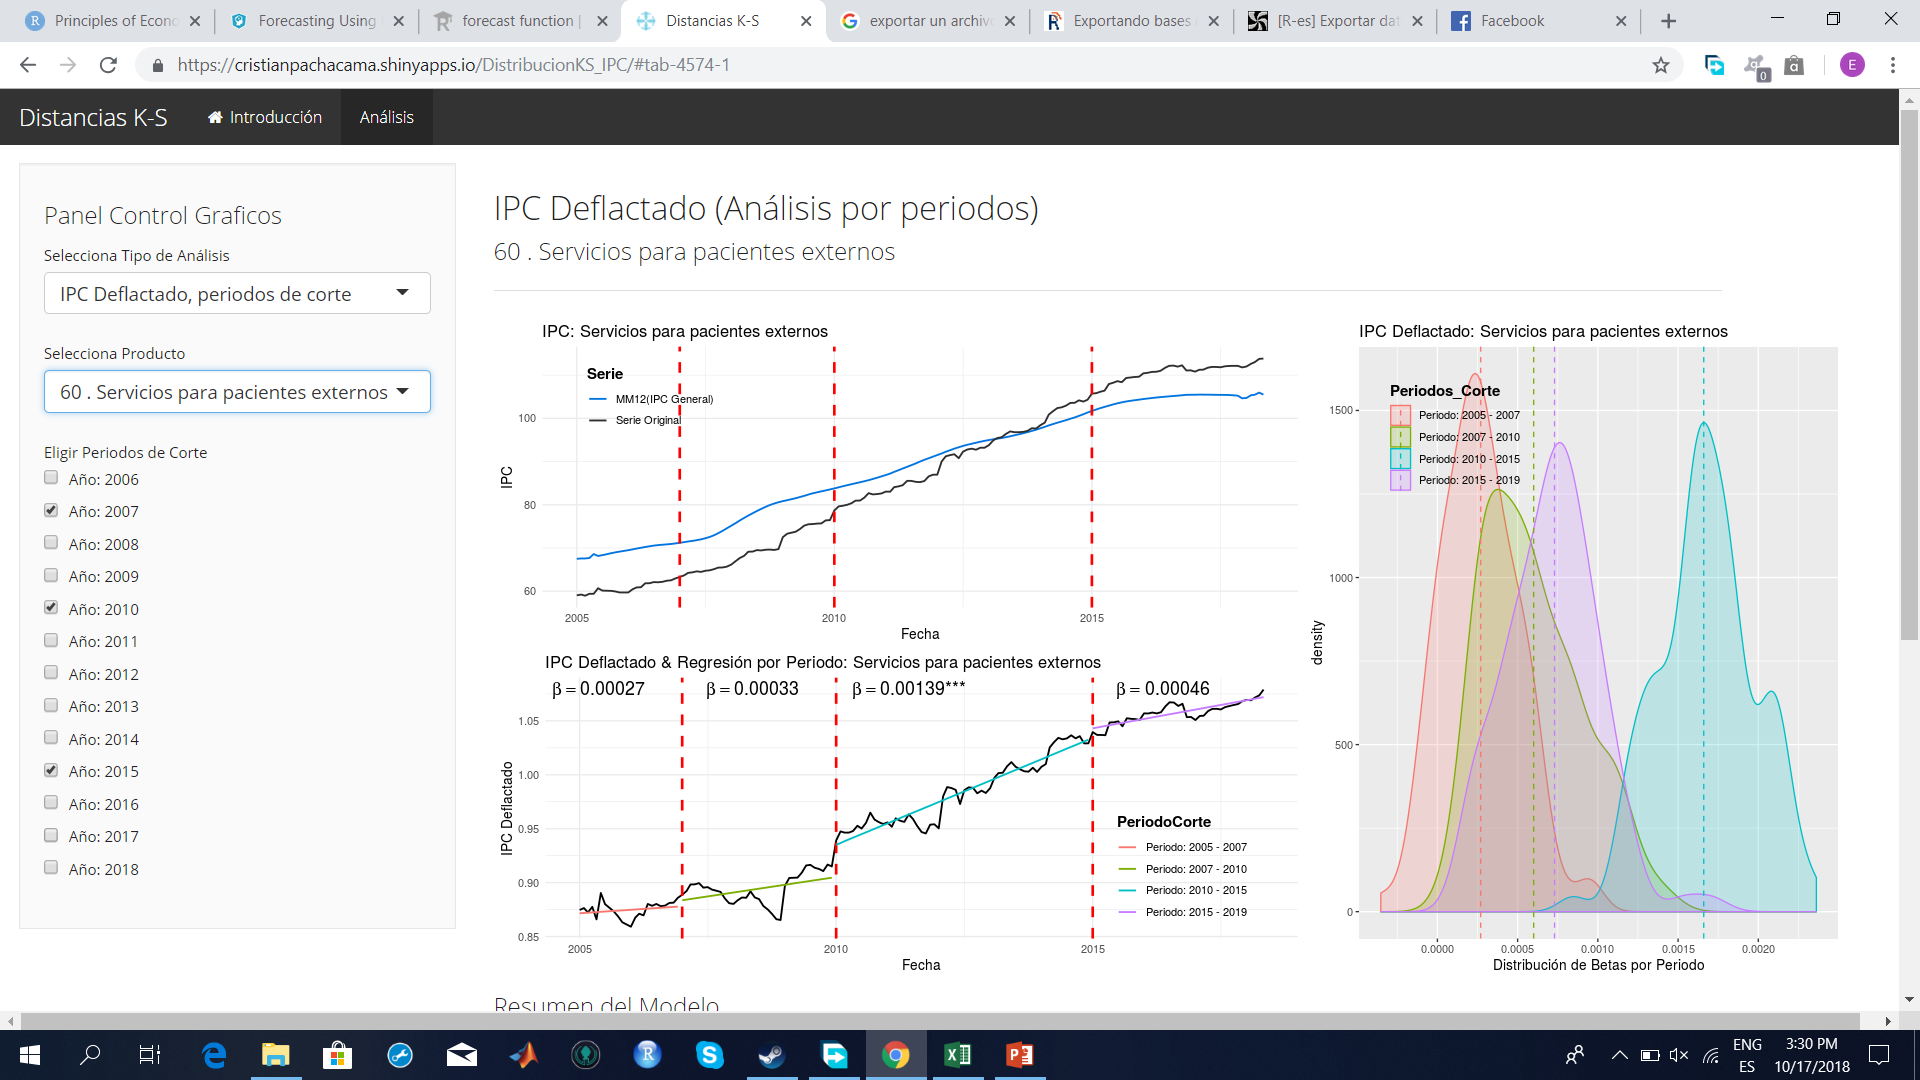 Principles of Econo
Forecasting Using
forecast function |
Distancias K-S
exportar un archivo
Exportando bases
[R-es] Exportar dat
Facebook
https://cristianpachacama.shinyapps.io/DistribucionKS_IPC/#tab-4574-1
0
E
Distancias K-S
Introducción
Análisis
Panel Control Graficos
Selecciona Tipo de Análisis
IPC Deflactado, periodos de corte
Selecciona Producto
60 . Servicios para pacientes externos
Eligir Periodos de Corte
Año: 2006
Año: 2007
Año: 2008
Año: 2009
Año: 2010
Año: 2011
Año: 2012
Año: 2013
Año: 2014
Año: 2015
Año: 2016
Año: 2017
Año: 2018
IPC Deflactado (Análisis por periodos)
60 . Servicios para pacientes externos
IPC: Servicios para pacientes externos
Serie
MM12(IPC General)
Serie Original
IPC
100
80
60
2005
2010
2015
Fecha
IPC Deflactado & Regresión por Periodo: Servicios para pacientes externos
β = 0.00027
β = 0.00033
β = 0.00139***
β = 0.00046
IPC Deflactado
1.05
1.00
0.95
0.90
0.85
PeriodoCorte
Periodo: 2005 - 2007
Periodo: 2007 - 2010
Periodo: 2010 - 2015
Periodo: 2015 - 2019
2005
2010
2015
Fecha
IPC Deflactado: Servicios para pacientes externos
Periodos_Corte
Periodo: 2005 - 2007
Periodo: 2007 - 2010
Periodo: 2010 - 2015
Periodo: 2015 - 2019
density
1500
1000
500
0
0.0000
0.0005
0.0010
0.0015
0.0020
Distribución de Betas por Periodo
Resumen del Modelo
ENG
ES
3:30 PM
10/17/2018